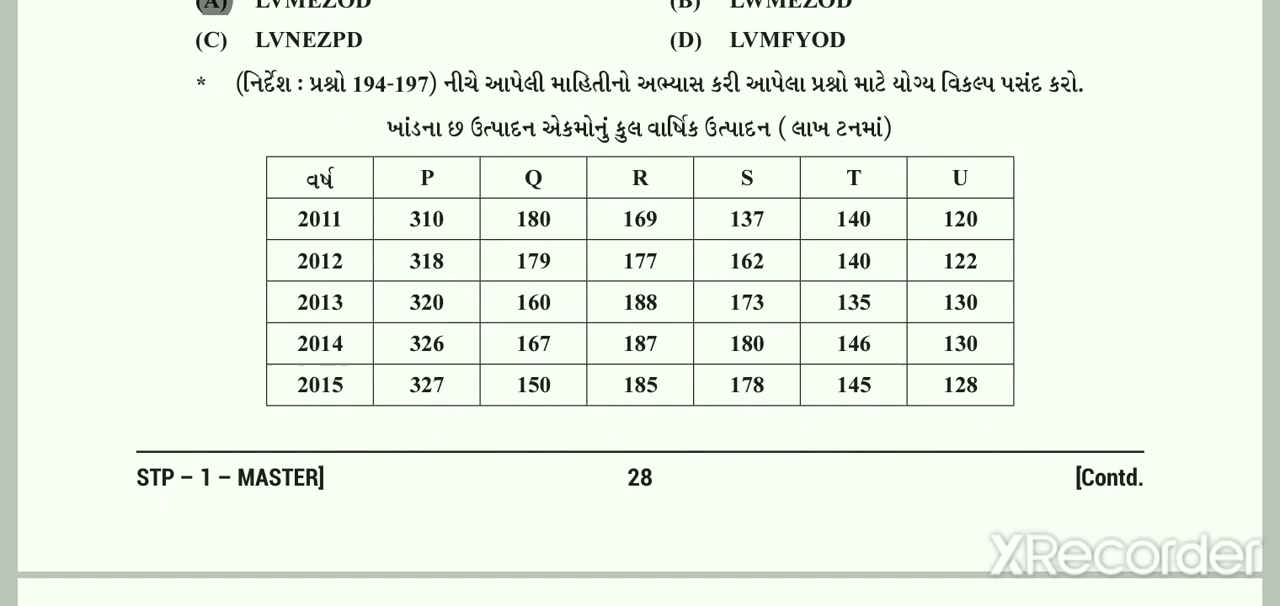 (A) LVMEZOD (B) LWMEZOD
(C) LVNEZPD (D) LVMFYOD
* (નિર્દેશ : પ્રશ્નો 194-197) નીચે આપેલી માહિતીનો અભ્યાસ કરી આપેલા પ્રશ્નો માટે યોગ્ય વિકલ્પ પસંદ કરો.
ખાંડના છ ઉત્પાદન એકમોનું કુલ વાર્ષિક ઉત્પાદન ( લાખ ટનમાં)
વર્ષ P Q R S T U
2011 310 180 169 137 140 120
2012 318 179 177 162 140 122
2013 320 160 188 173 135 130
2014 326 167 187 180 146 130
2015 327 150 185 178 145 128
STP – 1 – MASTER] 28 [Contd.
XRecorder